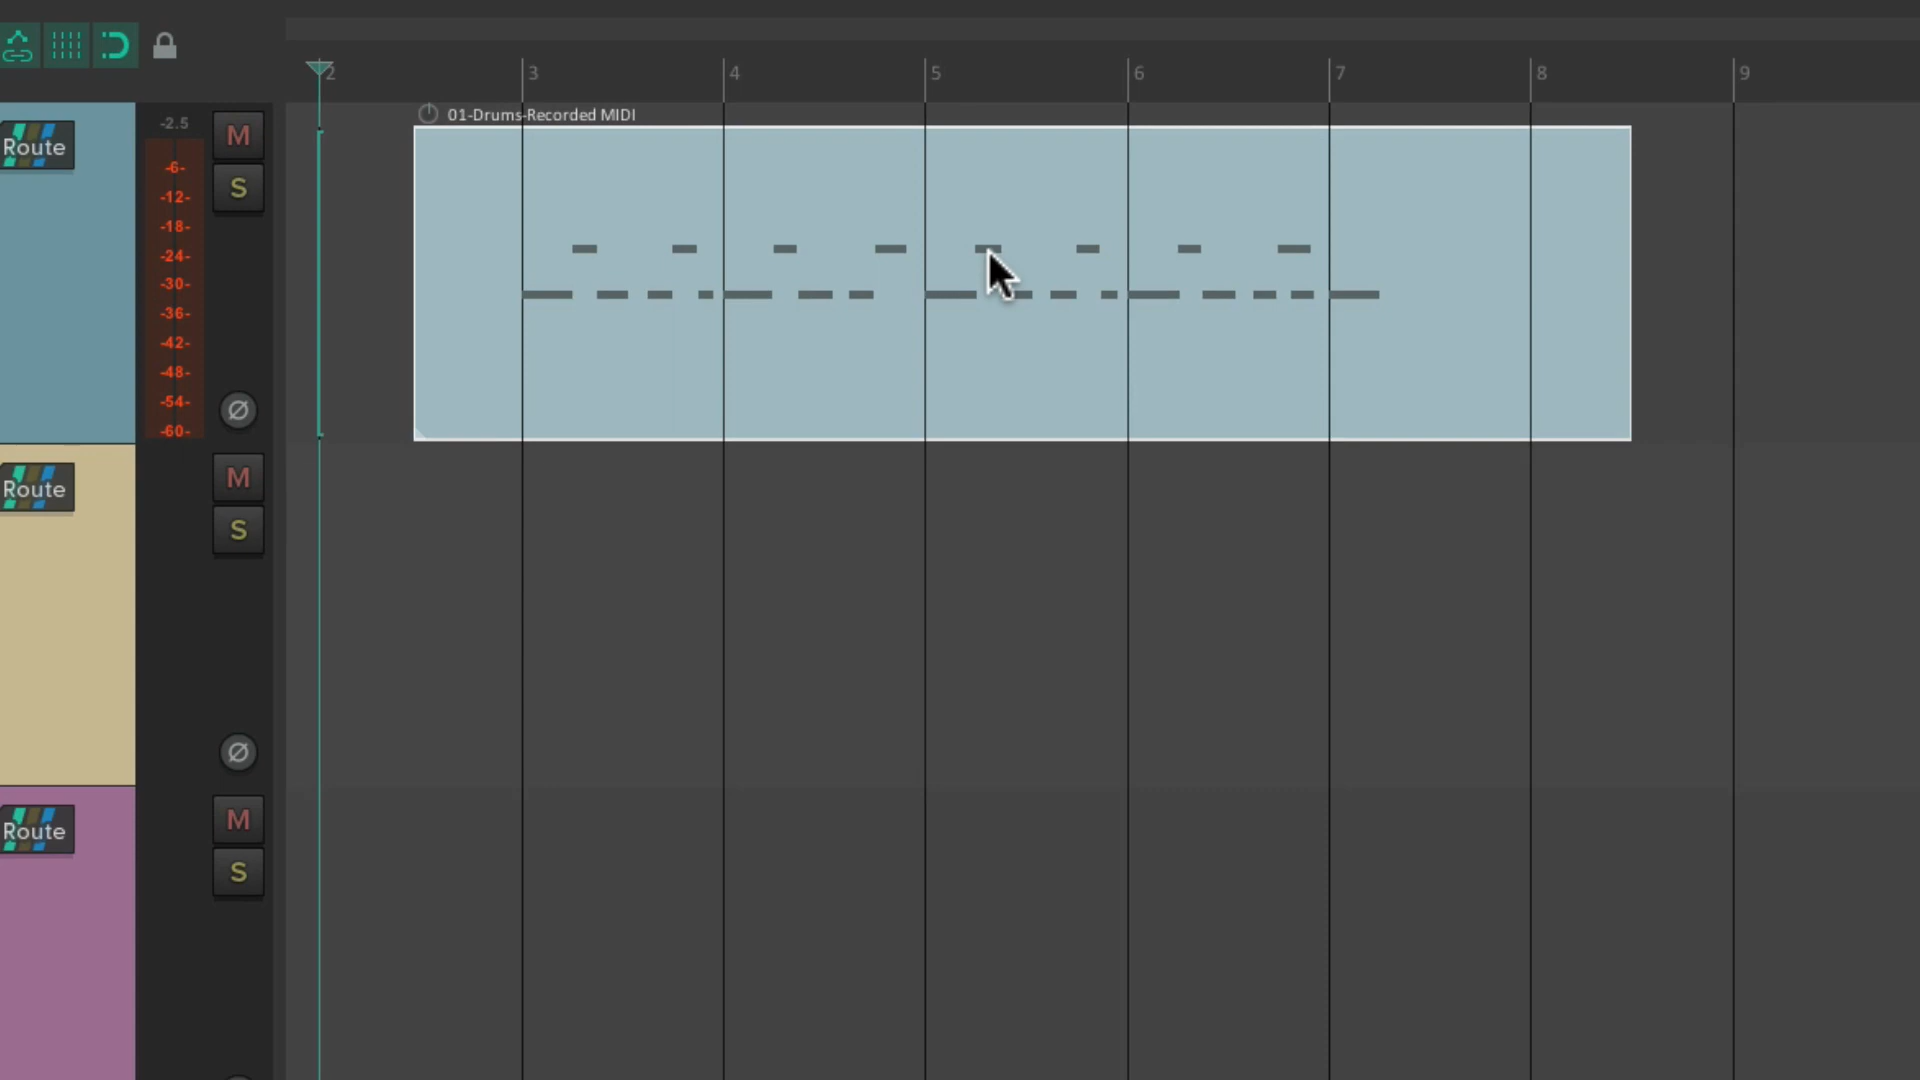 2 3 4 5 6 7 8 9
01-Drums-Recorded MIDI
Route
-2.5
-6-
-12-
-18-
-24-
-30-
-36-
-42-
-48-
-54-
-60-
M
S
Ø
Route
M
S
Ø
Route
M
S